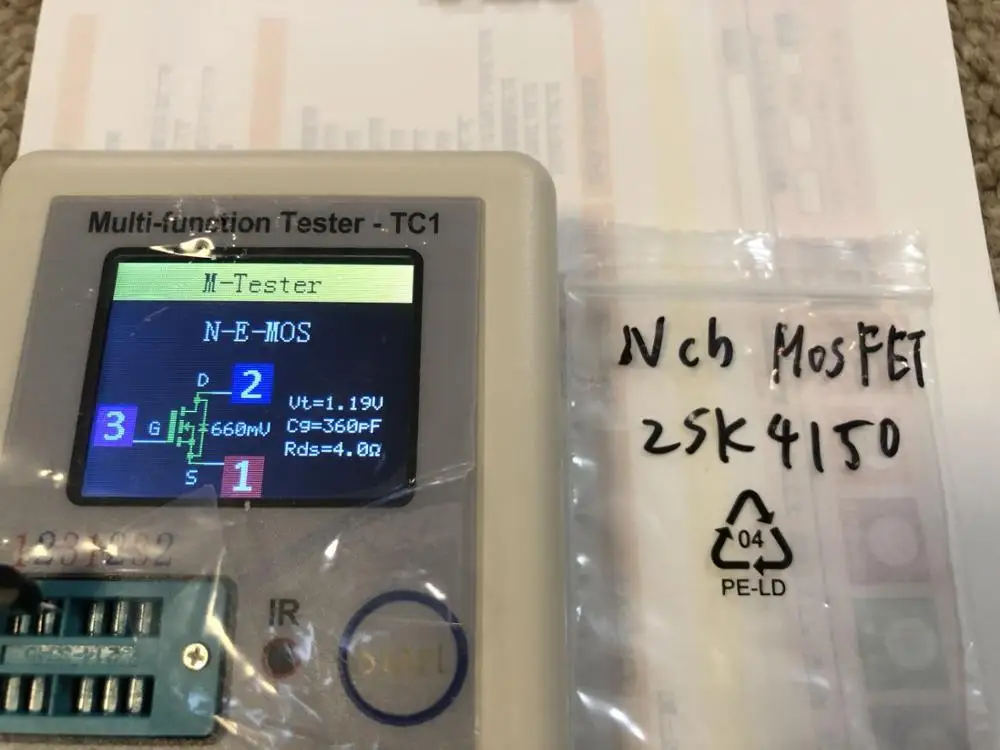 Multi-function Tester - TC1
M-Tester
N-E-MOS
D 2
3 G 660mV
S 1
Vt=1.19V
Cg=360pF
Rds=4.0Ω
1231232
IR
Nch MOSFET
2SK4150
04
PE-LD